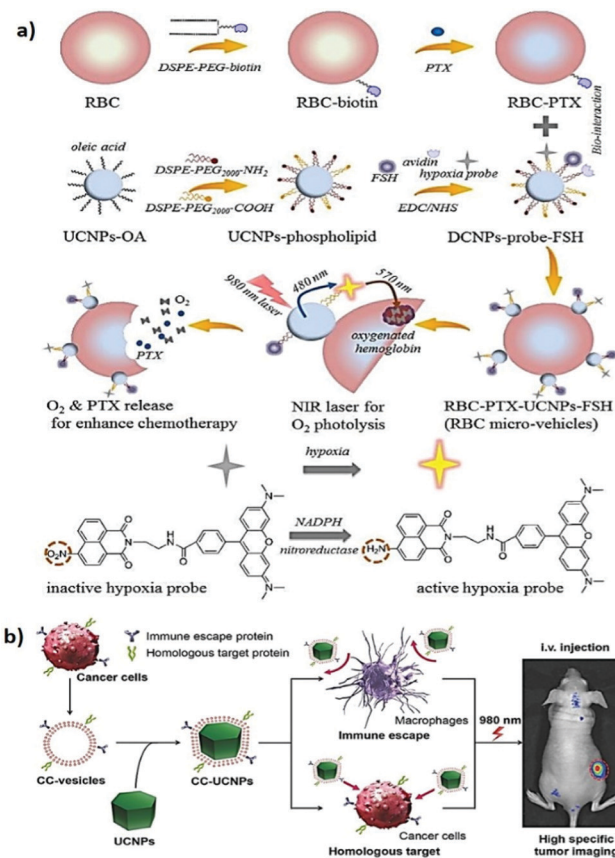 a)
DSPE-PEG-biotin
PTX
RBC
RBC-biotin
RBC-PTX
Bio-interaction
oleic acid
DSPE-PEG2000-NH2
DSPE-PEG2000-COOH
FSH
avidin
hypoxia probe
EDC/NHS
UCNPs-OA
UCNPs-phospholipid
DCNPs-probe-FSH
O2
PTX
980 nm laser
480 nm
570 nm
oxygenated
hemoglobin
O2 & PTX release
for enhance chemotherapy
NIR laser for
O2 photolysis
RBC-PTX-UCNPs-FSH
(RBC micro-vehicles)
hypoxia
NADPH
nitroreductase
O2N
O
N
O
H
N
O
N
O
N
H2N
O
N
O
H
N
O
N
O
N
inactive hypoxia probe
active hypoxia probe
b)
Immune escape protein
Homologous target protein
Cancer cells
CC-vesicles
UCNPs
CC-UCNPs
Macrophages
Immune escape
Cancer cells
Homologous target
980 nm
i.v. injection
High specific
tumor imaging